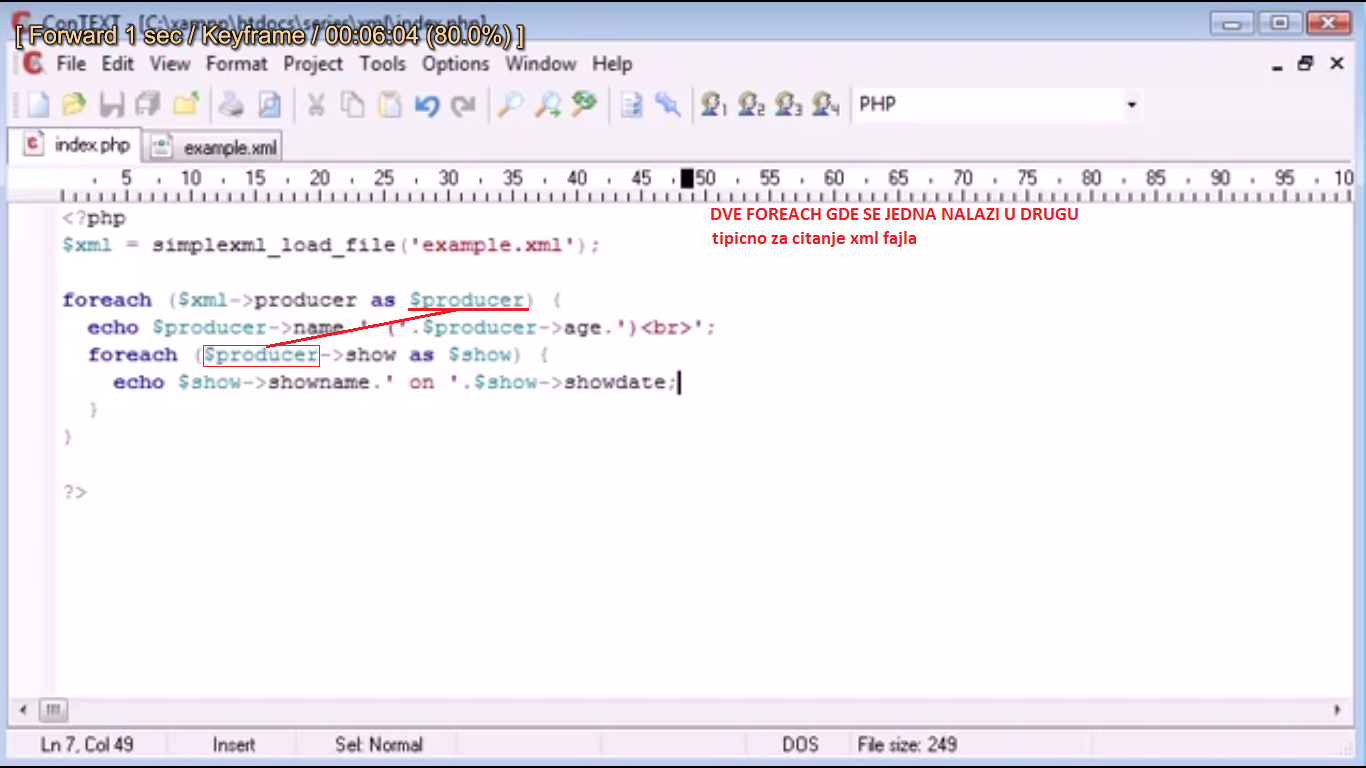 ConTEXT - [C:\xampp\htdocs\series\xml\index.php]
[ Forward 1 sec / Keyframe / 00:06:04 (80.0%) ]
File Edit View Format Project Tools Options Window Help
1 2 3 4 PHP
index.php example.xml
5 10 15 20 25 30 35 40 45 50 55 60 65 70 75 80 85 90 95 10
<?php
DVE FOREACH GDE SE JEDNA NALAZI U DRUGU
$xml = simplexml_load_file('example.xml');
tipicno za citanje xml fajla
foreach ($xml->producer as $producer) {
echo $producer->name.' ('.$producer->age.')<br>';
foreach ($producer->show as $show) {
echo $show->showname.' on '.$show->showdate;
}
}
?>
Ln 7, Col 49 Insert Sel: Normal DOS File size: 249